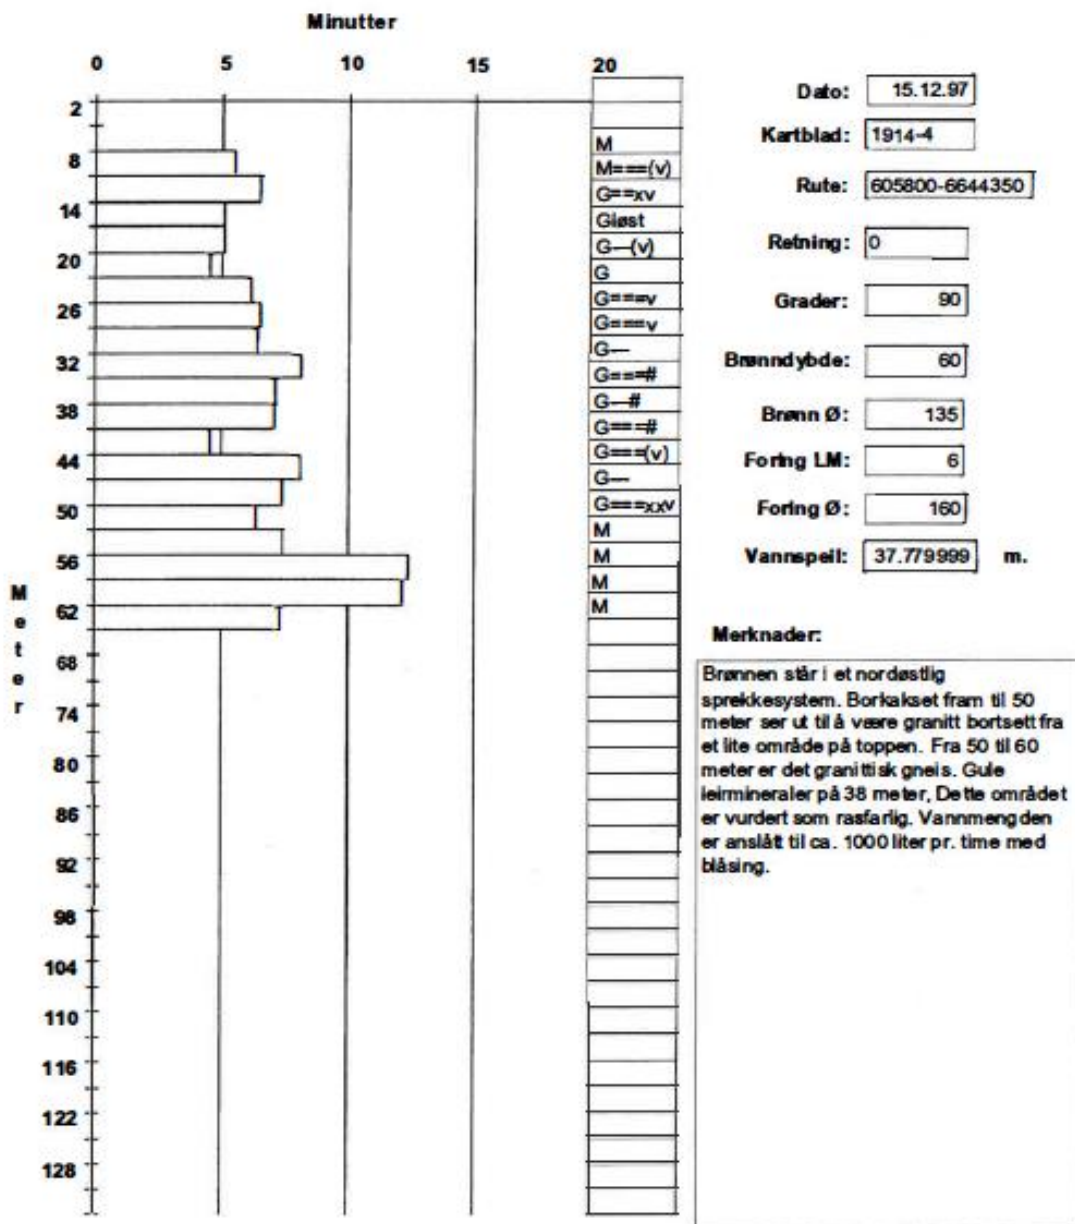 Minutter
0 5 10 15 20
2
8
14
20
26
32
38
44
50
56
62
68
74
80
86
92
98
104
110
116
122
128
Meter
M
M===(v)
G==xv
Gløst
G---(v)
G
G===v
G===v
G---
G===#
G---#
G===#
G===(v)
G---
G===xxv
M
M
M
M
Dato: 15.12.97
Kartblad: 1914-4
Rute: 605800-6644350
Retning: 0
Grader: 90
Brønndybde: 60
Brønn Ø: 135
Foring LM: 6
Foring Ø: 160
Vannspeil: 37.779999 m.
Merknader:
Brønnen står i et nordøstlig
sprekkesystem. Borkakset fram til 50
meter ser ut til å være granitt bortsett fra
et lite område på toppen. Fra 50 til 60
meter er det granittisk gneis. Gule
leirmineraler på 38 meter, Dette området
er vurdert som rasfarlig. Vannmengden
er anslått til ca. 1000 liter pr. time med
blåsing.